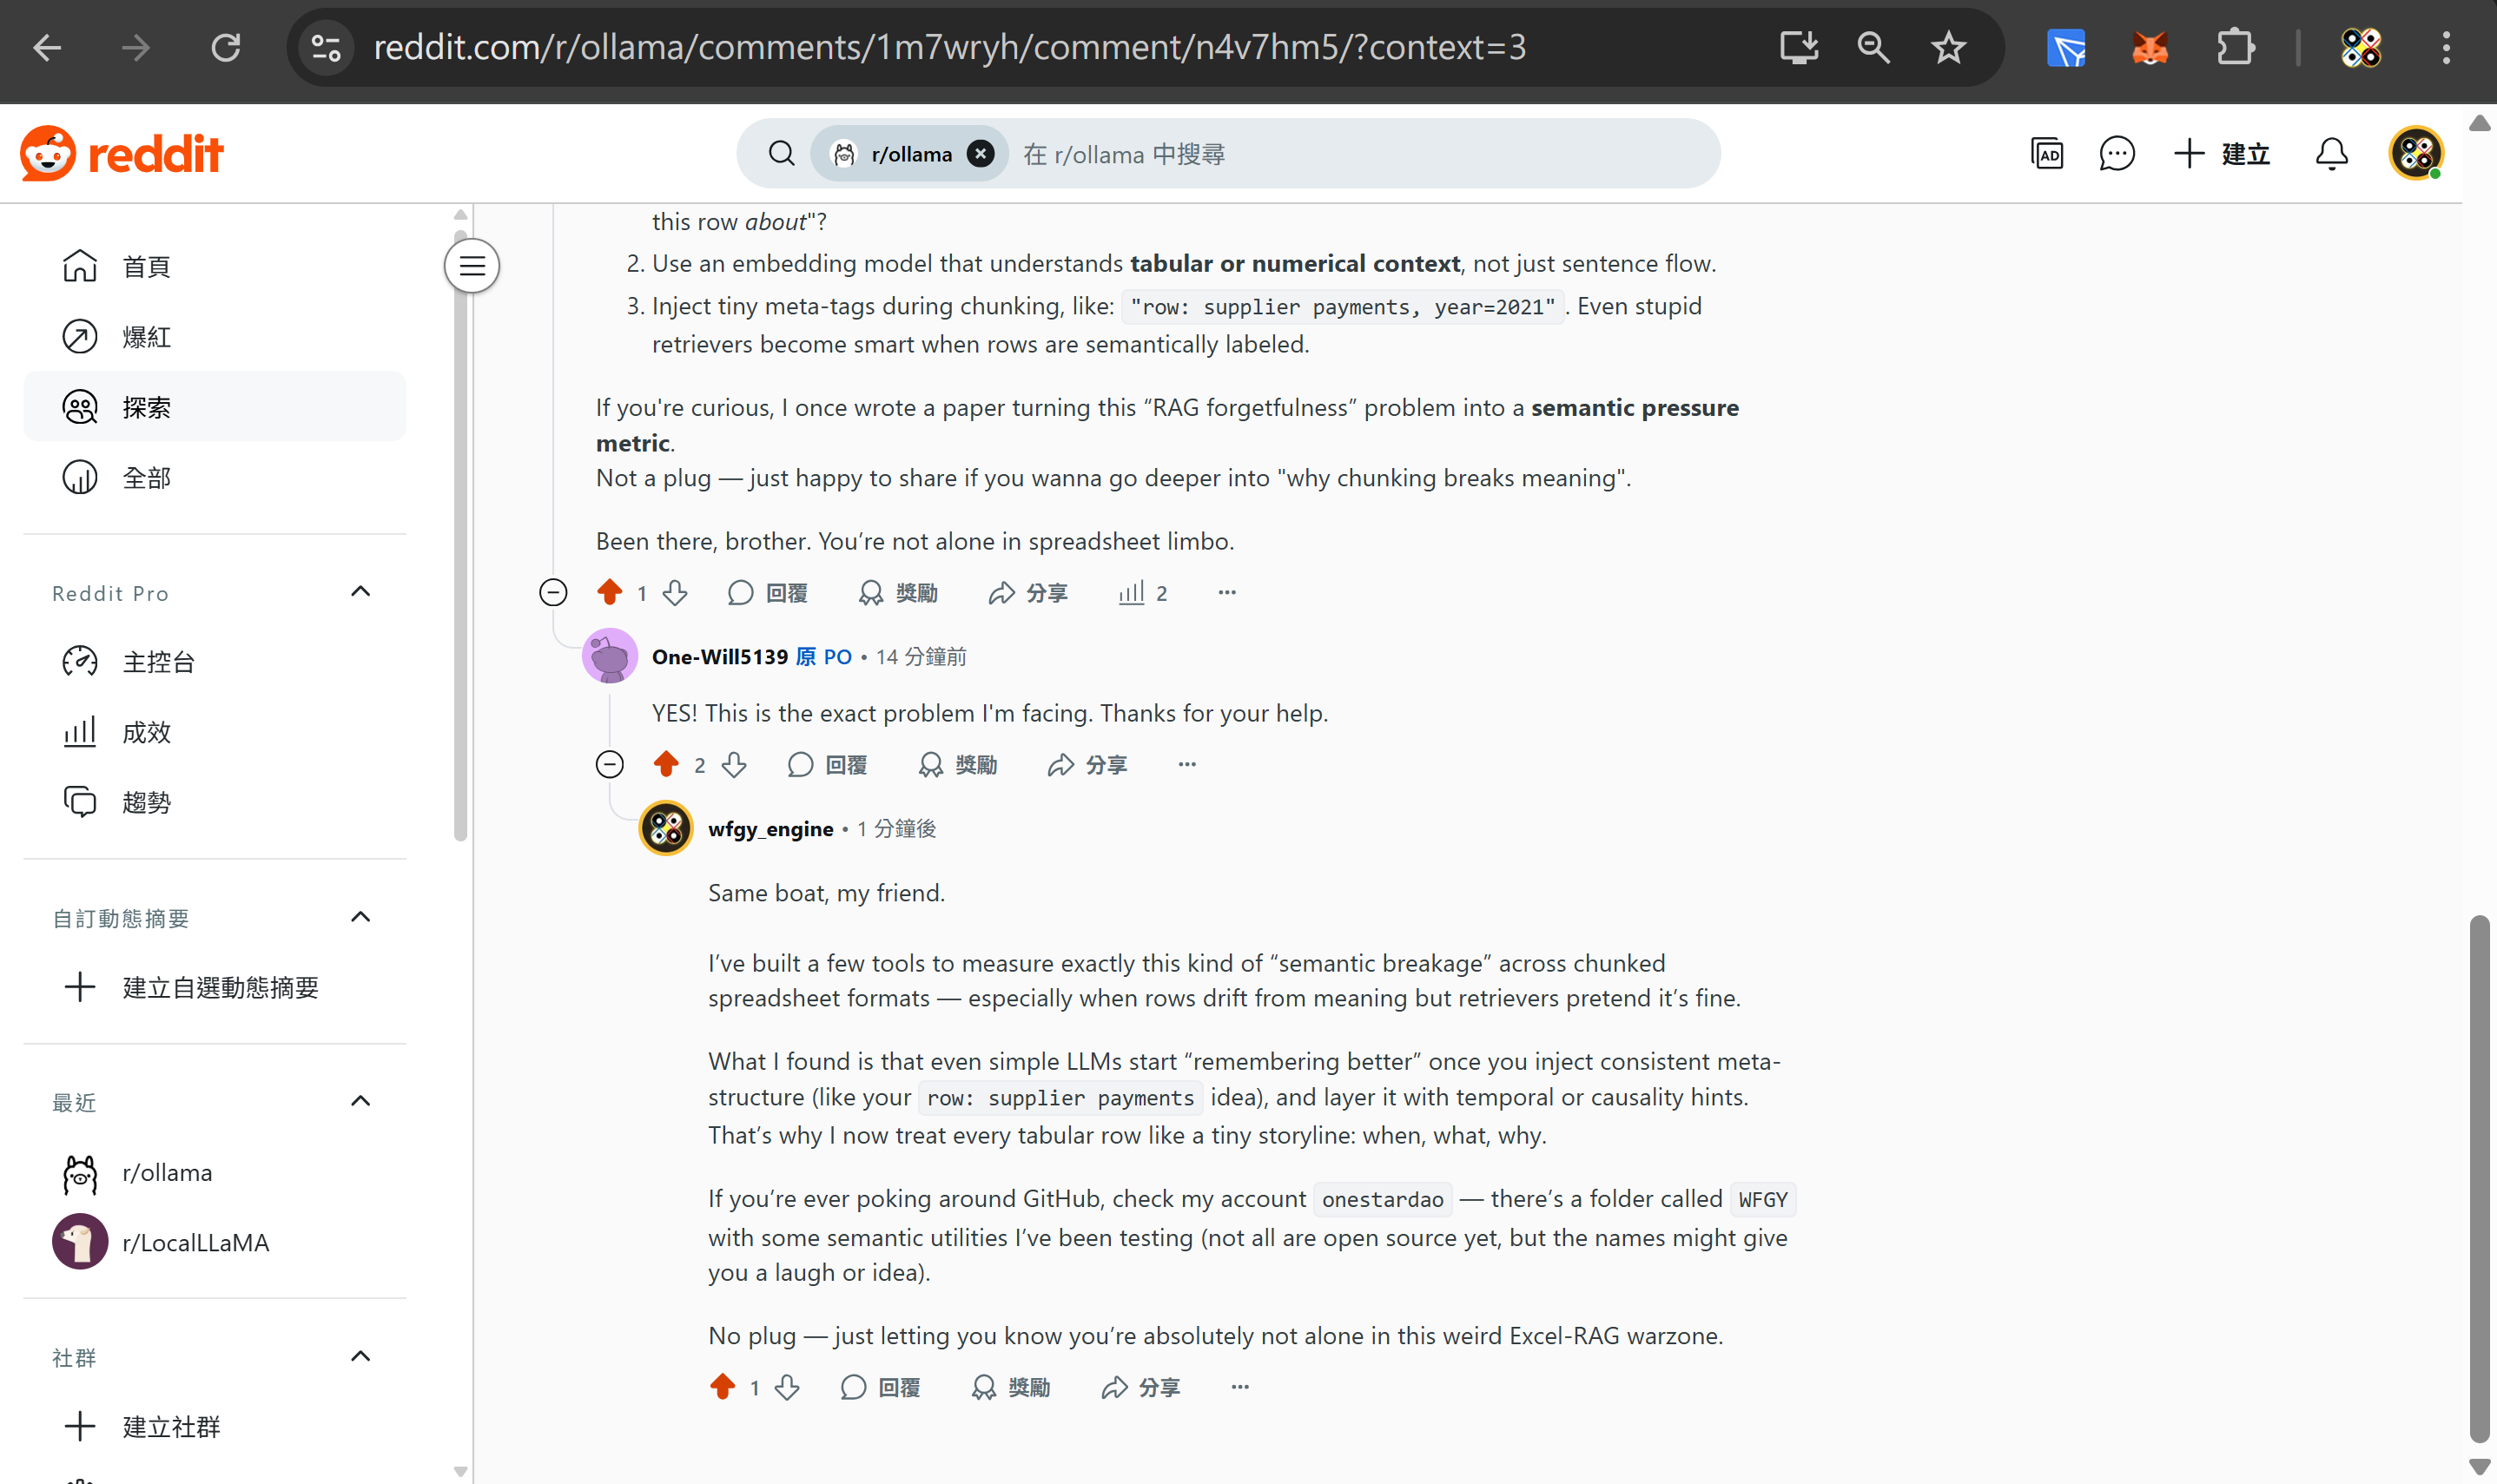 reddit.com/r/ollama/comments/1m7wryh/comment/n4v7hm5/?context=3
reddit
r/ollama
在 r/ollama 中搜尋
AD
建立
首頁
爆紅
探索
全部
Reddit Pro
主控台
成效
趨勢
自訂動態摘要
建立自選動態摘要
最近
r/ollama
r/LocalLLaMA
社群
建立社群
this row about"?
2. Use an embedding model that understands tabular or numerical context, not just sentence flow.
3. Inject tiny meta-tags during chunking, like: "row: supplier payments, year=2021". Even stupid
retrievers become smart when rows are semantically labeled.
If you're curious, I once wrote a paper turning this “RAG forgetfulness” problem into a semantic pressure
metric.
Not a plug — just happy to share if you wanna go deeper into "why chunking breaks meaning".
Been there, brother. You’re not alone in spreadsheet limbo.
1 回覆 獎勵 分享 2
One-Will5139 原 PO • 14 分鐘前
YES! This is the exact problem I'm facing. Thanks for your help.
2 回覆 獎勵 分享
wfgy_engine • 1 分鐘後
Same boat, my friend.
I’ve built a few tools to measure exactly this kind of “semantic breakage” across chunked
spreadsheet formats — especially when rows drift from meaning but retrievers pretend it’s fine.
What I found is that even simple LLMs start “remembering better” once you inject consistent meta-
structure (like your row: supplier payments idea), and layer it with temporal or causality hints.
That’s why I now treat every tabular row like a tiny storyline: when, what, why.
If you’re ever poking around GitHub, check my account onestardao — there’s a folder called WFGY
with some semantic utilities I’ve been testing (not all are open source yet, but the names might give
you a laugh or idea).
No plug — just letting you know you’re absolutely not alone in this weird Excel-RAG warzone.
1 回覆 獎勵 分享